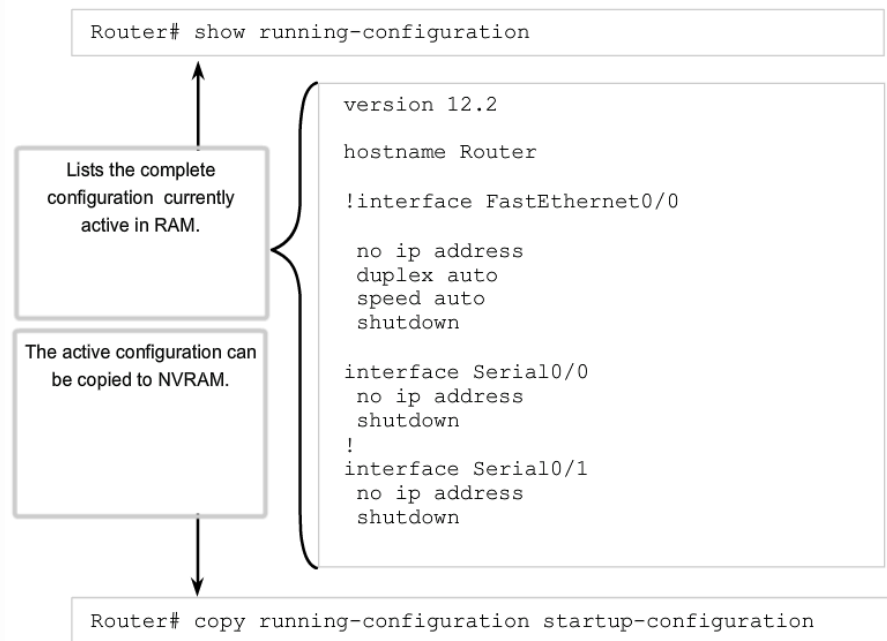 Router# show running-configuration
Lists the complete
configuration currently
active in RAM.
The active configuration can
be copied to NVRAM.
version 12.2
hostname Router
!interface FastEthernet0/0
no ip address
duplex auto
speed auto
shutdown
interface Serial0/0
no ip address
shutdown
!
interface Serial0/1
no ip address
shutdown
Router# copy running-configuration startup-configuration